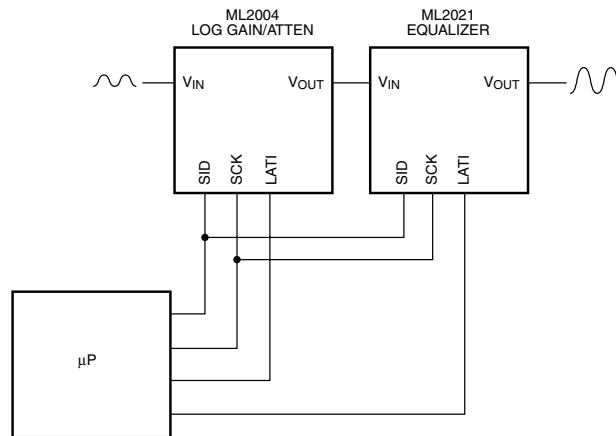 ML2004
LOG GAIN/ATTEN
ML2021
EQUALIZER
VIN
VOUT
VIN
VOUT
SID
SCK
LATI
SID
SCK
LATI
μP